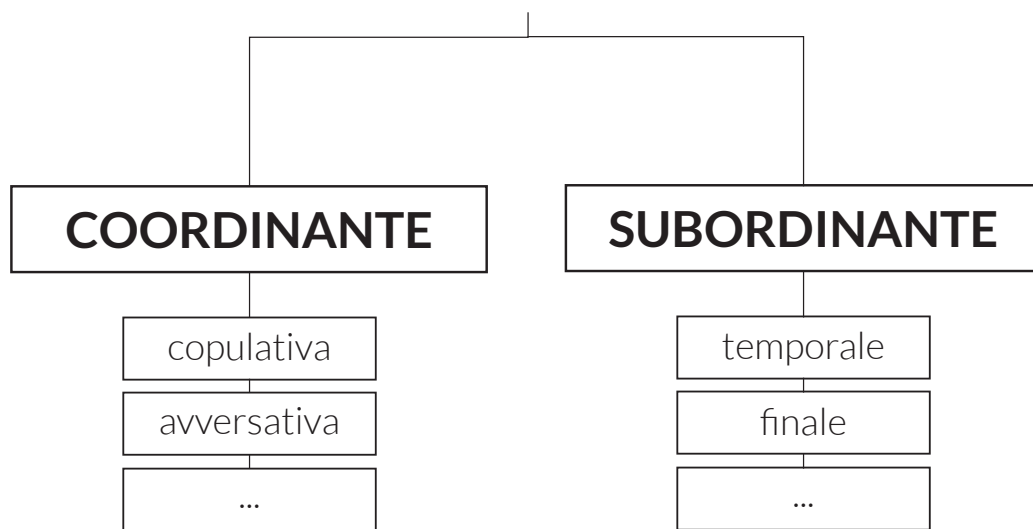 COORDINANTE
copulativa
avversativa
...
SUBORDINANTE
temporale
finale
...